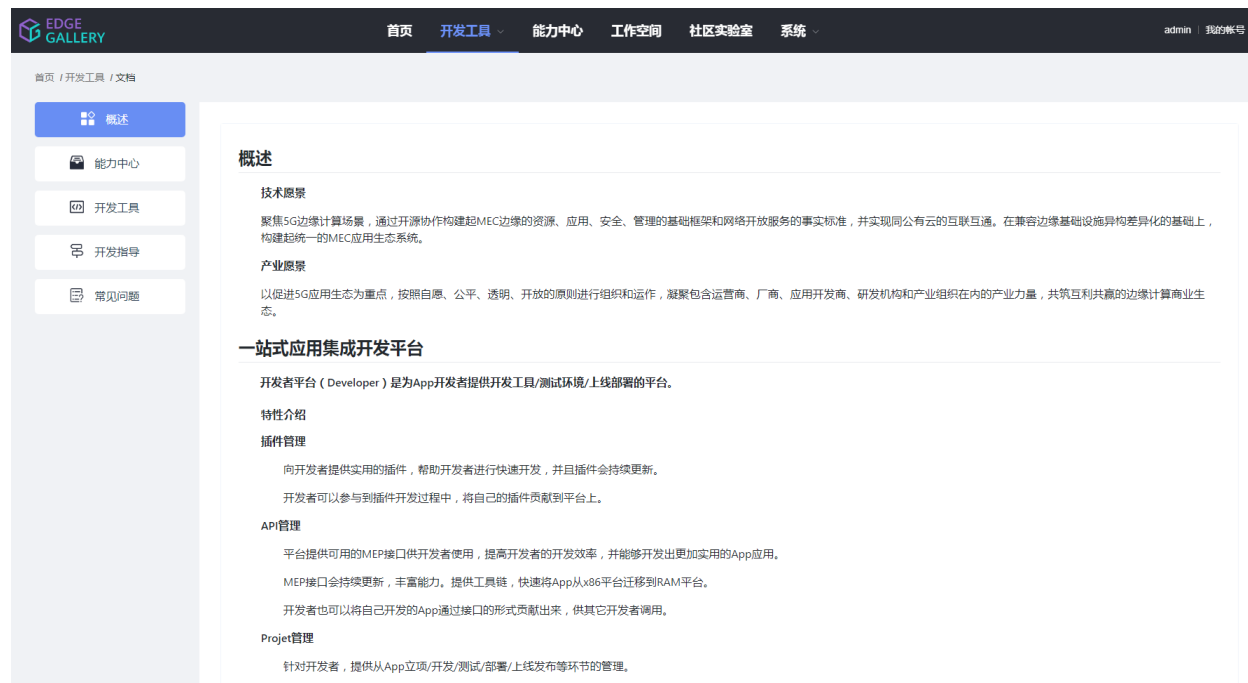 EDGE
GALLERY
首页 开发工具 能力中心 工作空间 社区实验室 系统
admin | 我的帐号
首页 / 开发工具 / 文档
概述
能力中心
开发工具
开发指导
常见问题
概述
技术愿景
聚焦5G边缘计算场景，通过开源协作构建起MEC边缘的资源、应用、安全、管理的基础框架和网络开放服务的事实标准，并实现同公有云的互联互通。在兼容边缘基础设施异构差异化的基础上，
构建起统一的MEC应用生态系统。
产业愿景
以促进5G应用生态为重点，按照自愿、公平、透明、开放的原则进行组织和运作，凝聚包含运营商、厂商、应用开发商、研发机构和产业组织在内的产业力量，共筑互利共赢的边缘计算商业生
态。
一站式应用集成开发平台
开发者平台（Developer）是为App开发者提供开发工具/测试环境/上线部署的平台。
特性介绍
插件管理
向开发者提供实用的插件，帮助开发者进行快速开发，并且插件会持续更新。
开发者可以参与到插件开发过程中，将自己的插件贡献到平台上。
API管理
平台提供可用的MEP接口供开发者使用，提高开发者的开发效率，并能够开发出更加实用的App应用。
MEP接口会持续更新，丰富能力。提供工具链，快速将App从x86平台迁移到RAM平台。
开发者也可以将自己开发的App通过接口的形式贡献出来，供其它开发者调用。
Projet管理
针对开发者，提供从App立项/开发/测试/部署/上线发布等环节的管理。